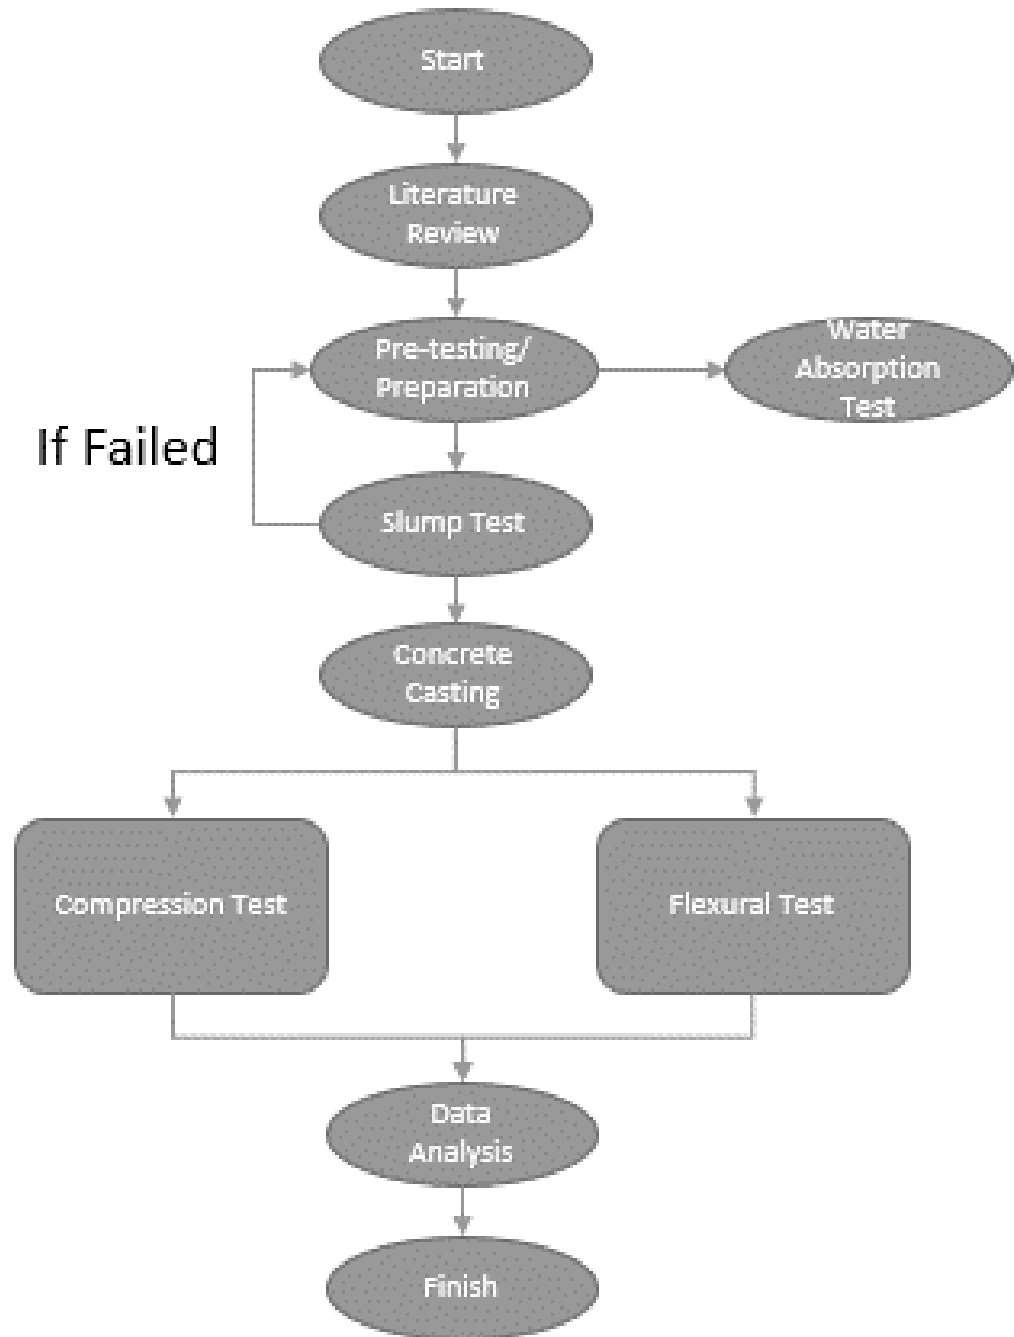 Start
Literature
Review
Pre-testing/
Preparation
Water
Absorption
Test
If Failed
Slump Test
Concrete
Casting
Compression Test
Flexural Test
Data
Analysis
Finish